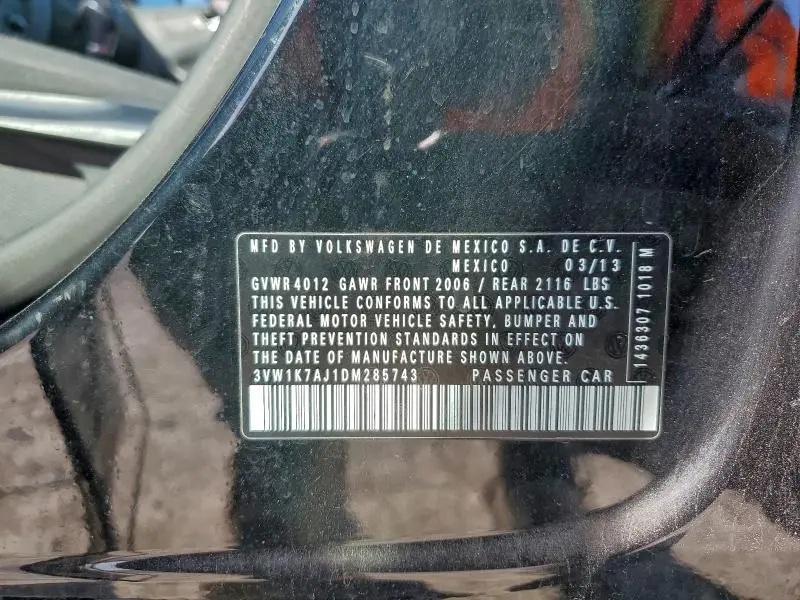 MFD BY VOLKSWAGEN DE MEXICO S.A. DE C.V.
MEXICO 03/13
GVWR 4012 GAWR FRONT 2006 / REAR 2116 LBS
THIS VEHICLE CONFORMS TO ALL APPLICABLE U.S.
FEDERAL MOTOR VEHICLE SAFETY, BUMPER AND
THEFT PREVENTION STANDARDS IN EFFECT ON
THE DATE OF MANUFACTURE SHOWN ABOVE.
3VW1K7AJ1DM285743 PASSENGER CAR
1436307 1018 M